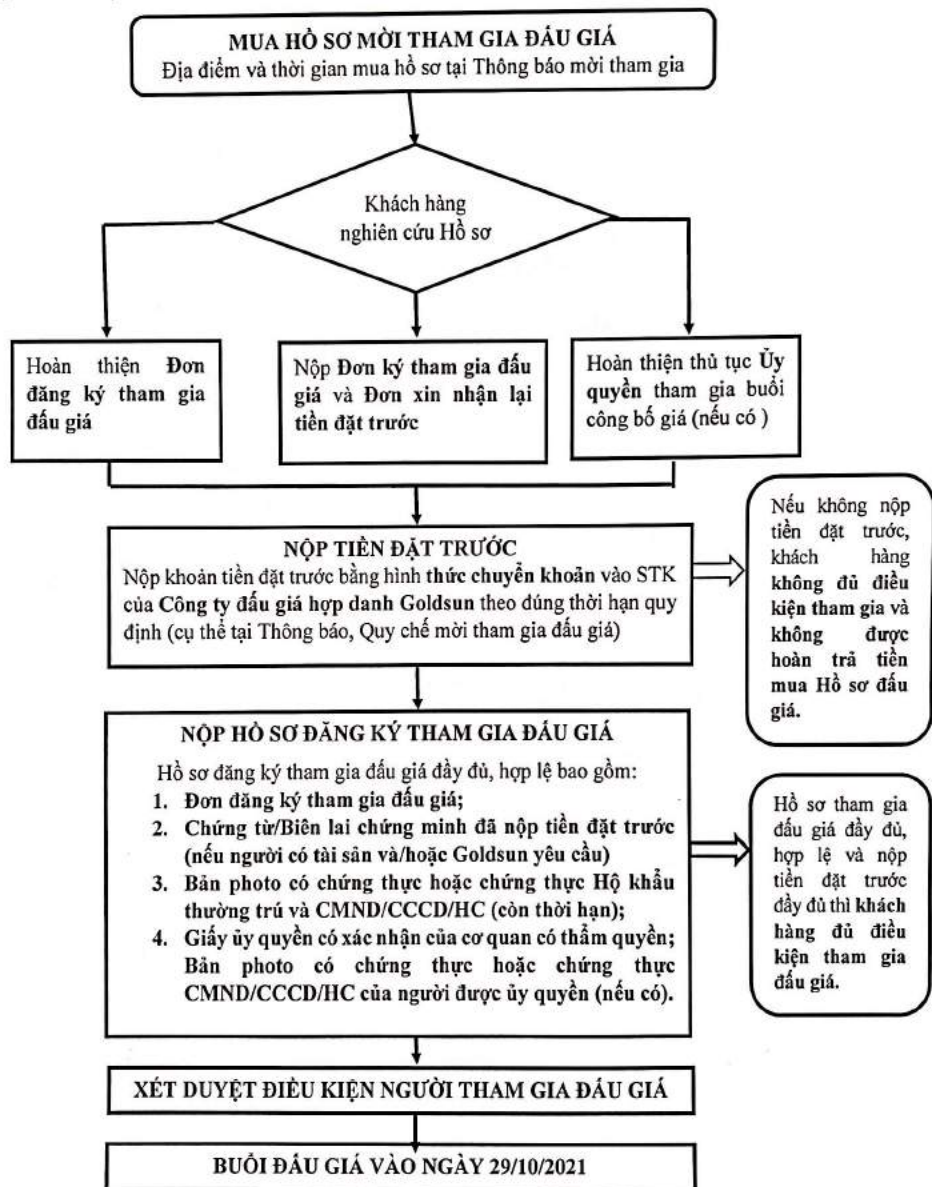 MUA HỒ SƠ MỜI THAM GIA ĐẤU GIÁ
Địa điểm và thời gian mua hồ sơ tại Thông báo mời tham gia
Khách hàng
nghiên cứu Hồ sơ
Hoàn thiện Đơn
đăng ký tham gia
đấu giá
Nộp Đơn ký tham gia đấu
giá và Đơn xin nhận lại
tiền đặt trước
Hoàn thiện thủ tục Ủy
quyền tham gia buổi
công bố giá (nếu có )
NỘP TIỀN ĐẶT TRƯỚC
Nộp khoản tiền đặt trước bằng hình thức chuyển khoản vào STK
của Công ty đấu giá hợp danh Goldsun theo đúng thời hạn quy
định (cụ thể tại Thông báo, Quy chế mời tham gia đấu giá)
Nếu không nộp
tiền đặt trước,
khách hàng
không đủ điều
kiện tham gia và
không được
hoàn trả tiền
mua Hồ sơ đấu
giá.
NỘP HỒ SƠ ĐĂNG KÝ THAM GIA ĐẤU GIÁ
Hồ sơ đăng ký tham gia đấu giá đầy đủ, hợp lệ bao gồm:
1. Đơn đăng ký tham gia đấu giá;
2. Chứng từ/Biên lai chứng minh đã nộp tiền đặt trước
(nếu người có tài sản và/hoặc Goldsun yêu cầu)
3. Bản photo có chứng thực hoặc chứng thực Hộ khẩu
thường trú và CMND/CCCD/HC (còn thời hạn);
4. Giấy ủy quyền có xác nhận của cơ quan có thẩm quyền;
Bản photo có chứng thực hoặc chứng thực
CMND/CCCD/HC của người được ủy quyền (nếu có).
Hồ sơ tham gia
đấu giá đầy đủ,
hợp lệ và nộp
tiền đặt trước
đầy đủ thì khách
hàng đủ điều
kiện tham gia
đấu giá.
XÉT DUYỆT ĐIỀU KIỆN NGƯỜI THAM GIA ĐẤU GIÁ
BUỔI ĐẤU GIÁ VÀO NGÀY 29/10/2021